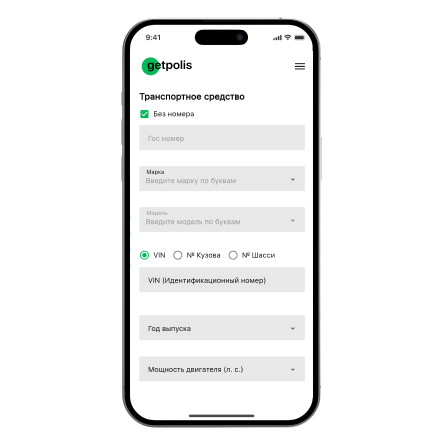 9:41
getpolis
Транспортное средство
Без номера
Гос номер
Марка
Введите марку по буквам
Модель
Введите модель по буквам
VIN № Кузова № Шасси
VIN (Идентификационный номер)
Год выпуска
Мощность двигателя (л. с.)